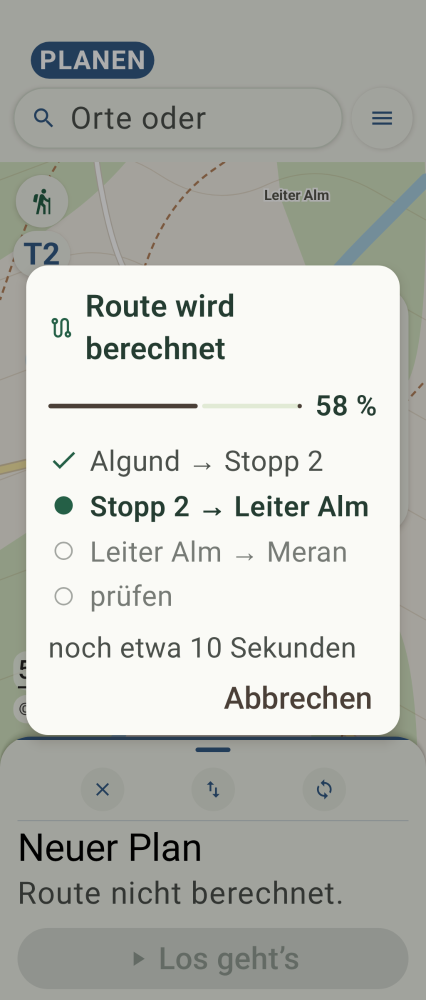 PLANEN
Orte oder
Leiter Alm
T2
Route wird
berechnet
58 %
Algund → Stopp 2
Stopp 2 → Leiter Alm
Leiter Alm → Meran
prüfen
noch etwa 10 Sekunden
Abbrechen
5
©
Neuer Plan
Route nicht berechnet.
Los geht’s